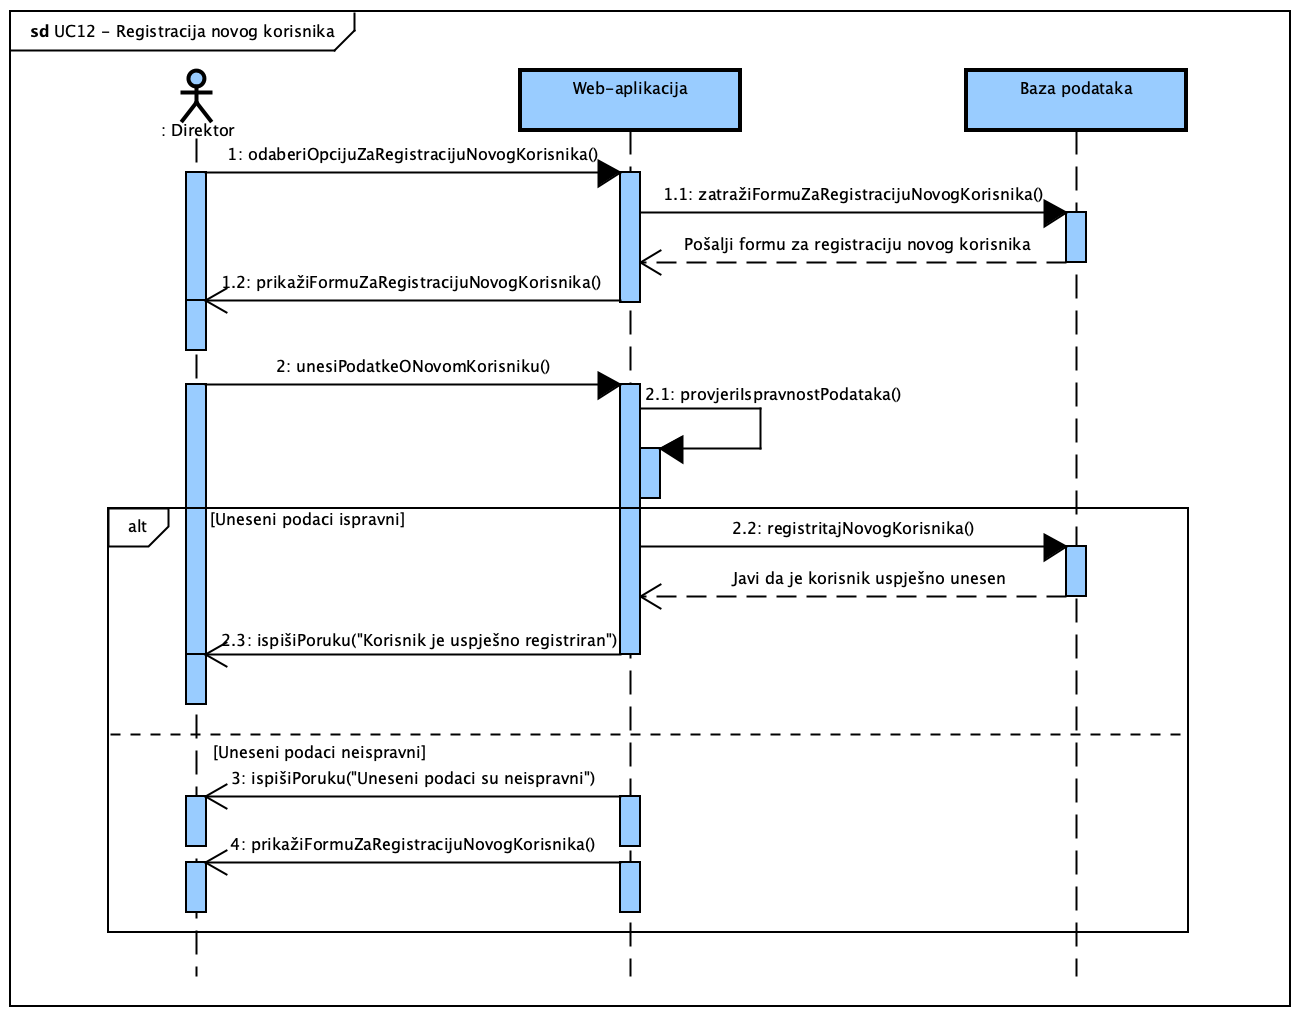 sd UC12 - Registracija novog korisnika
: Direktor
Web-aplikacija
Baza podataka
1: odaberiOpcijuZaRegistracijuNovogKorisnika()
1.1: zatražiFormuZaRegistracijuNovogKorisnika()
Pošalji formu za registraciju novog korisnika
1.2: prikažiFormuZaRegistracijuNovogKorisnika()
2: unesiPodatkeONovomKorisniku()
2.1: provjeriIspravnostPodataka()
alt
[Uneseni podaci ispravni]
2.2: registritajNovogKorisnika()
Javi da je korisnik uspješno unesen
2.3: ispišiPoruku("Korisnik je uspješno registriran")
[Uneseni podaci neispravni]
3: ispišiPoruku("Uneseni podaci su neispravni")
4: prikažiFormuZaRegistracijuNovogKorisnika()